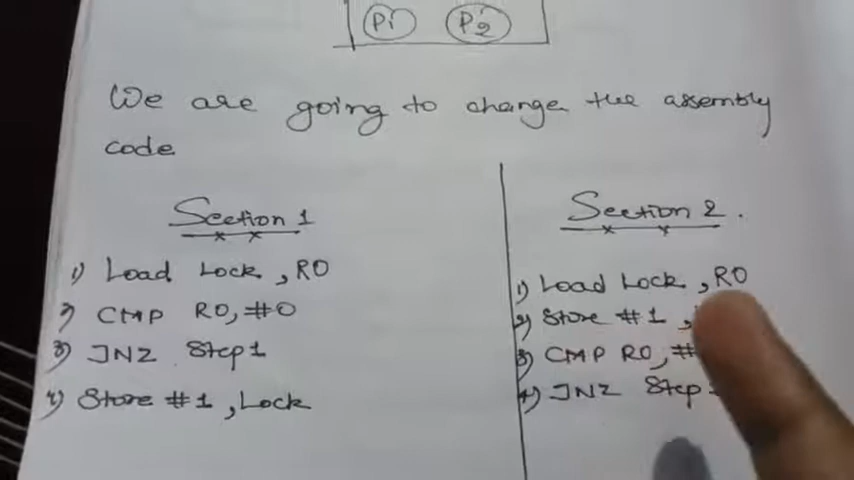 P1 P2
We are going to change the assembly
code
Section 1
1) Load Lock, R0
2) CMP R0, #0
3) JNZ Step1
4) Store #1, Lock
Section 2.
1) Load Lock, R0
2) Store #1,
3) CMP R0, #
4) JNZ Step